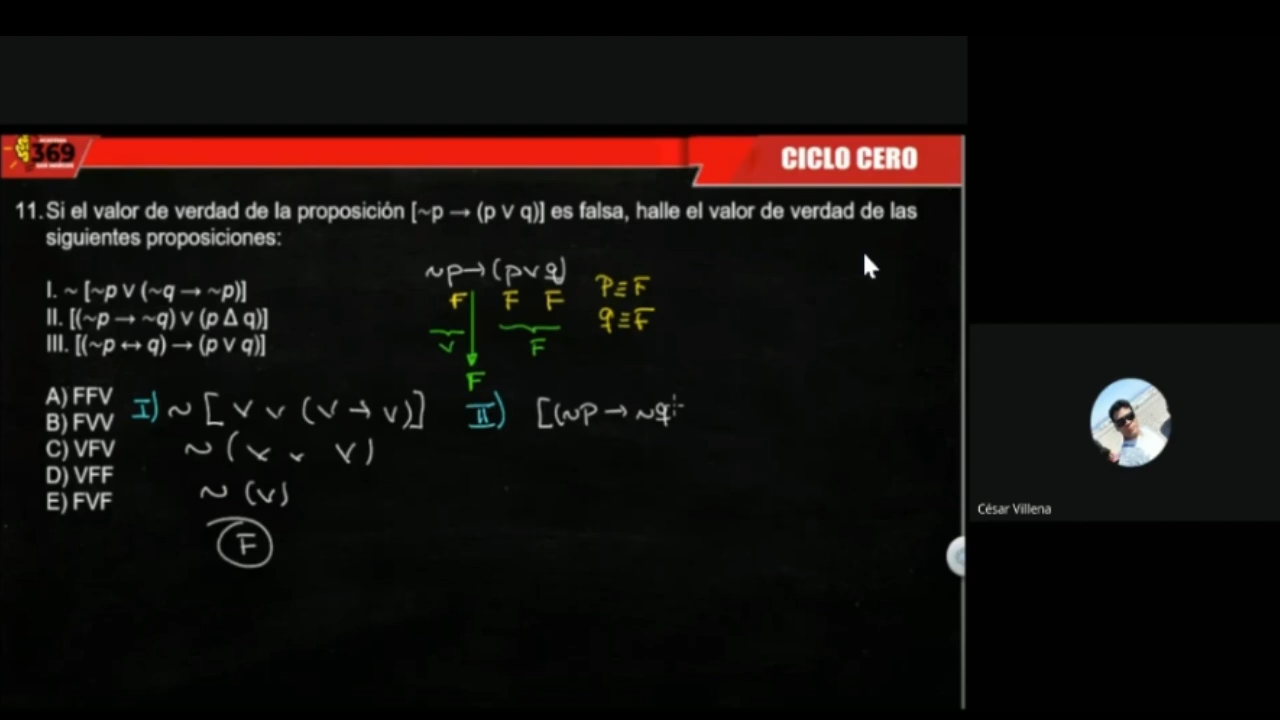 369
CICLO CERO
11. Si el valor de verdad de la proposición [~p → (p ∨ q)] es falsa, halle el valor de verdad de las
siguientes proposiciones:
I. ~ [~p ∨ (~q → ~p)]
II. [(~p → ~q) ∨ (p Δ q)]
III. [(~p ↔ q) → (p ∨ q)]
A) FFV
B) FVV
C) VFV
D) VFF
E) FVF
~p → (p ∨ q)
F F F
V F
F
p ≡ F
q ≡ F
I) ~ [ V ∨ (V → V)]
~ ( V ∨ V )
~ (V)
F
II) [(~p → ~q
César Villena